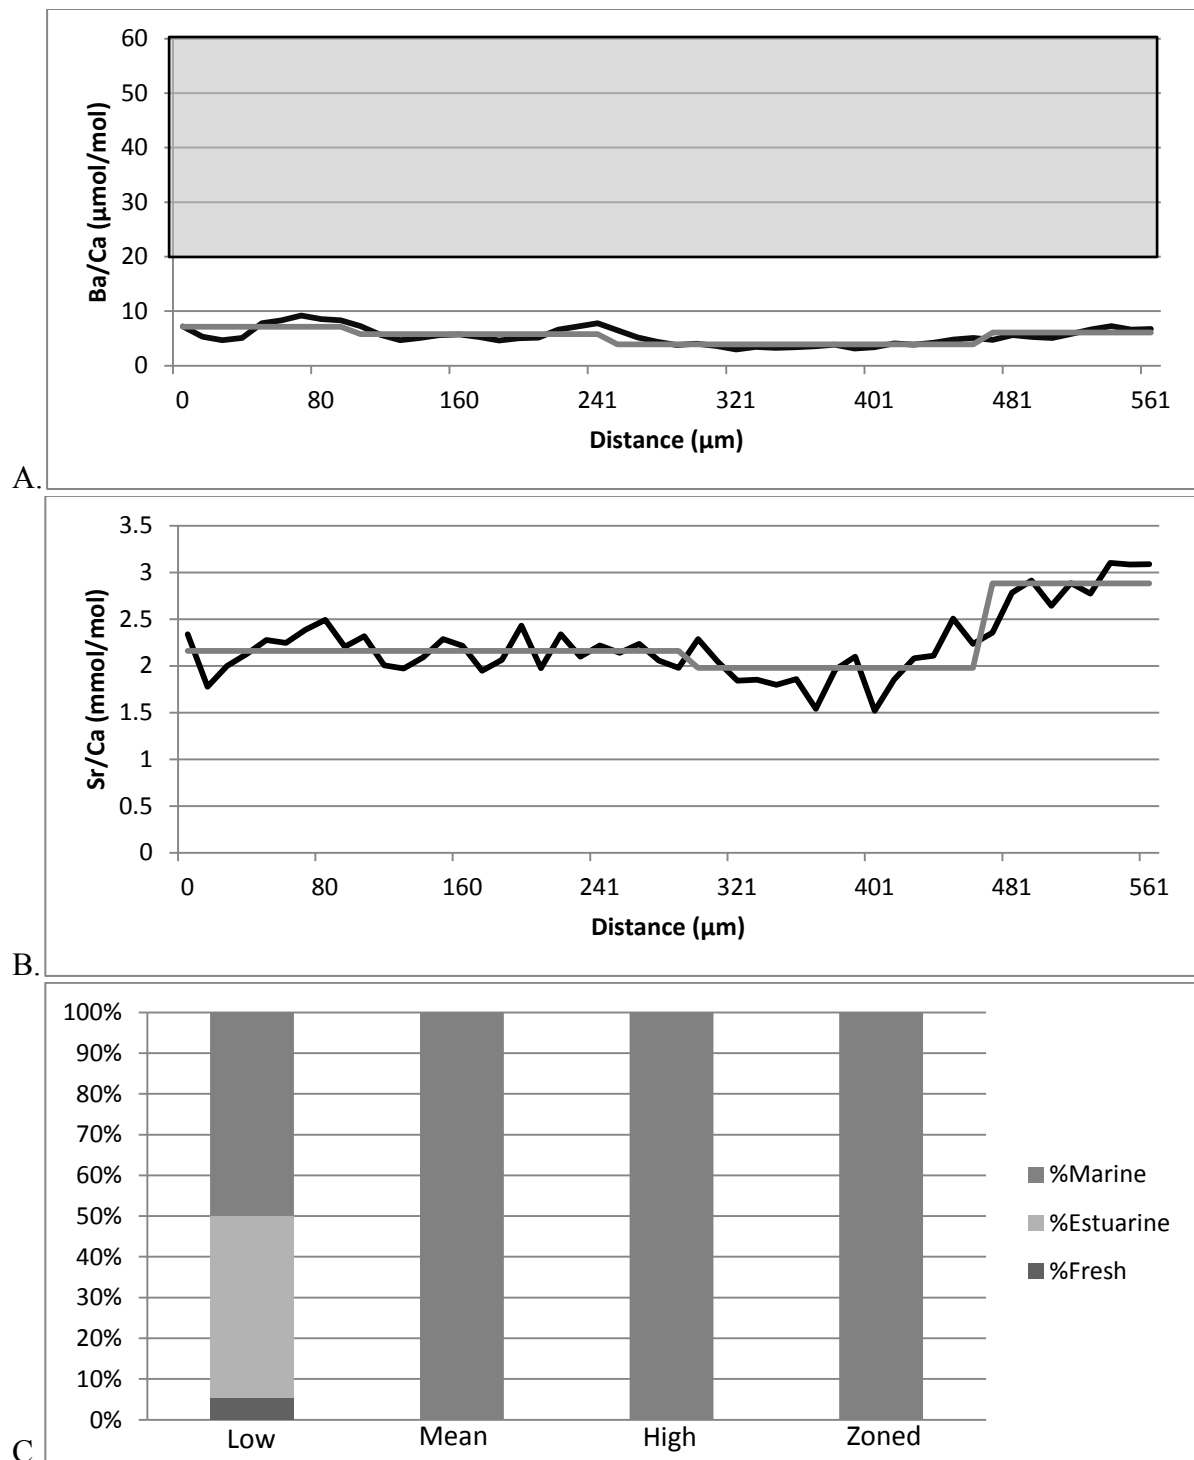 60
50
40
30
20
10
0
Ba/Ca (µmol/mol)
0 80 160 241 321 401 481 561
Distance (µm)
A.
3.5
3
2.5
2
1.5
1
0.5
0
Sr/Ca (mmol/mol)
0 80 160 241 321 401 481 561
Distance (µm)
B.
100%
90%
80%
70%
60%
50%
40%
30%
20%
10%
0%
Low Mean High Zoned
%Marine
%Estuarine
%Fresh
C